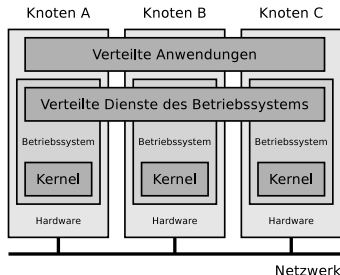 Knoten A Knoten B Knoten C
Verteilte Anwendungen
Verteilte Dienste des Betriebssystems
Betriebssystem Betriebssystem Betriebssystem
Kernel Kernel Kernel
Hardware Hardware Hardware
Netzwerk